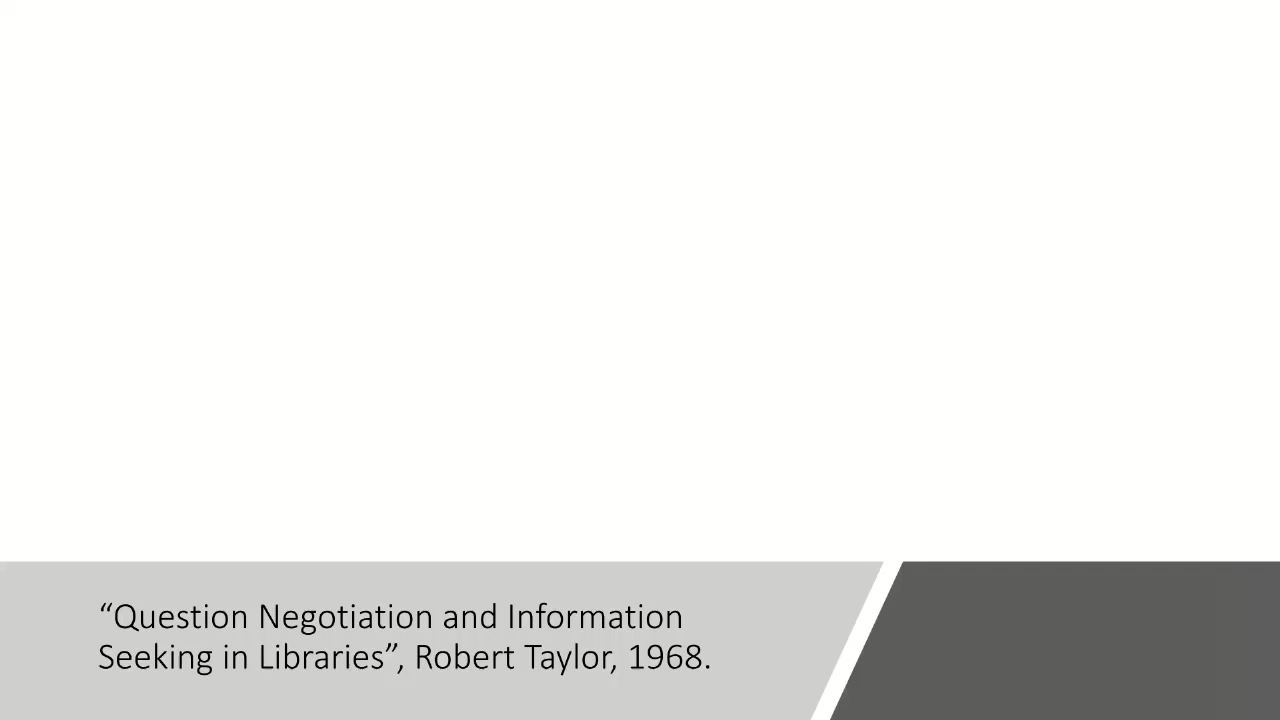 “Question Negotiation and Information
Seeking in Libraries”, Robert Taylor, 1968.